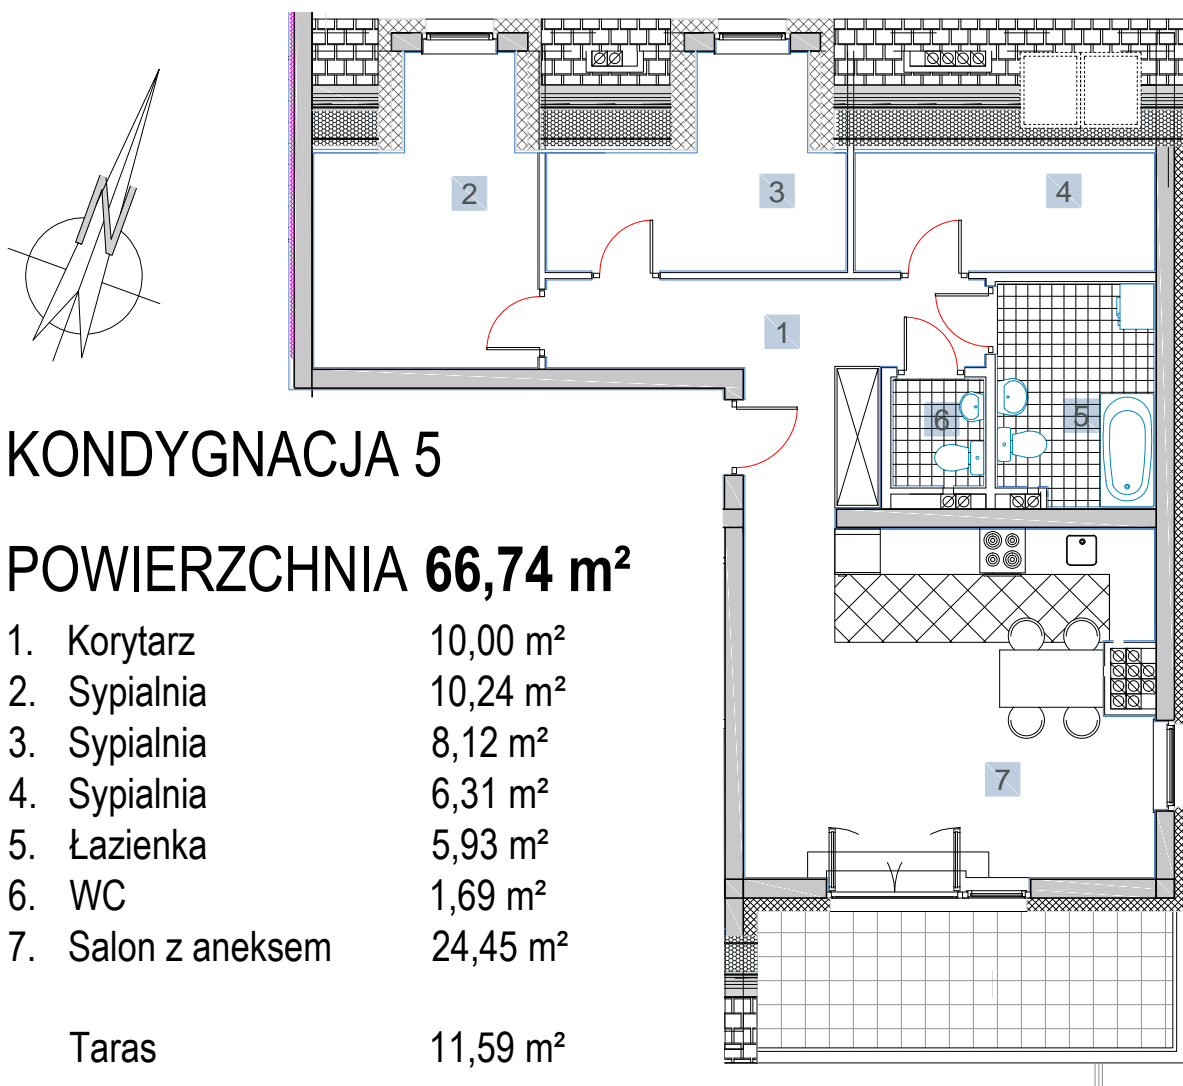 N
2
3
4
1
6
5
7
KONDYGNACJA 5
POWIERZCHNIA 66,74 m²
1. Korytarz 10,00 m²
2. Sypialnia 10,24 m²
3. Sypialnia 8,12 m²
4. Sypialnia 6,31 m²
5. Łazienka 5,93 m²
6. WC 1,69 m²
7. Salon z aneksem 24,45 m²
Taras 11,59 m²